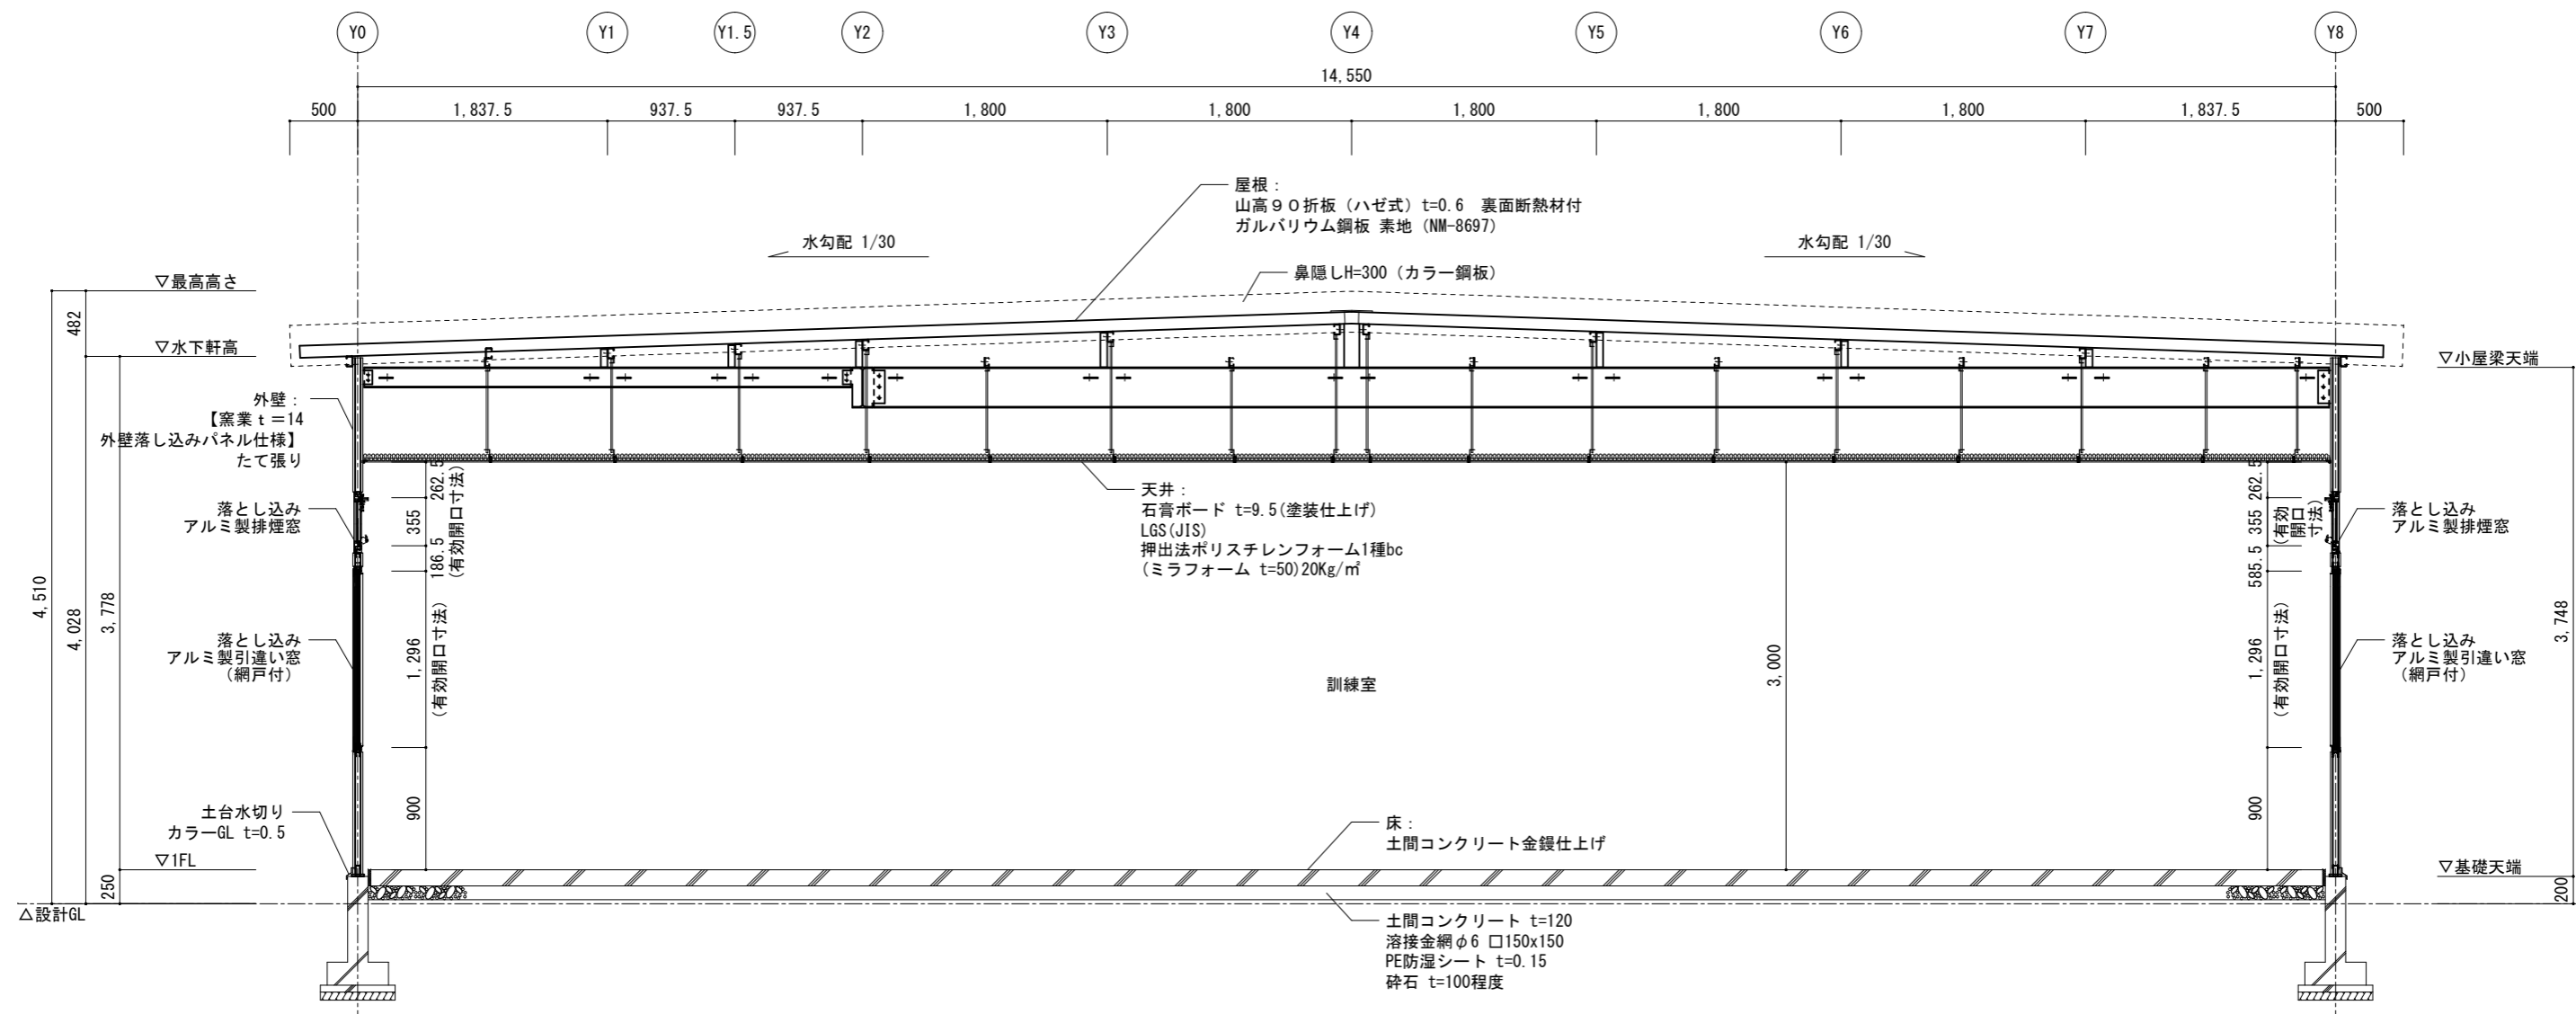 Y0 Y1 Y1.5 Y2 Y3 Y4 Y5 Y6 Y7 Y8
14,550
500 1,837.5 937.5 937.5 1,800 1,800 1,800 1,800 1,800 1,837.5 500
屋根：
山高９０折板（ハゼ式）t=0.6 裏面断熱材付
ガルバリウム鋼板 素地（NM-8697）
水勾配 1/30
水勾配 1/30
鼻隠しH=300（カラー鋼板）
▽最高高さ
482
▽水下軒高
▽小屋梁天端
外壁：
【窯業ｔ＝14
外壁落し込みパネル仕様】
たて張り
天井：
石膏ボード t=9.5(塗装仕上げ)
LGS(JIS)
押出法ポリスチレンフォーム1種bc
(ミラフォーム t=50)20Kg/㎡
落とし込み
アルミ製排煙窓
262.5
355
(有効開口寸法)
186.5
262.5
355
(有効
開口
寸法)
585.5
落とし込み
アルミ製排煙窓
4,510
4,028
3,778
落とし込み
アルミ製引違い窓
（網戸付）
1,296
(有効開口寸法)
訓練室
3,000
1,296
(有効開口寸法)
落とし込み
アルミ製引違い窓
（網戸付）
3,748
土台水切り
カラーGL t=0.5
900
900
床：
土間コンクリート金鏝仕上げ
▽1FL
250
▽基礎天端
200
△設計GL
土間コンクリート t=120
溶接金網φ6 □150x150
PE防湿シート t=0.15
砕石 t=100程度